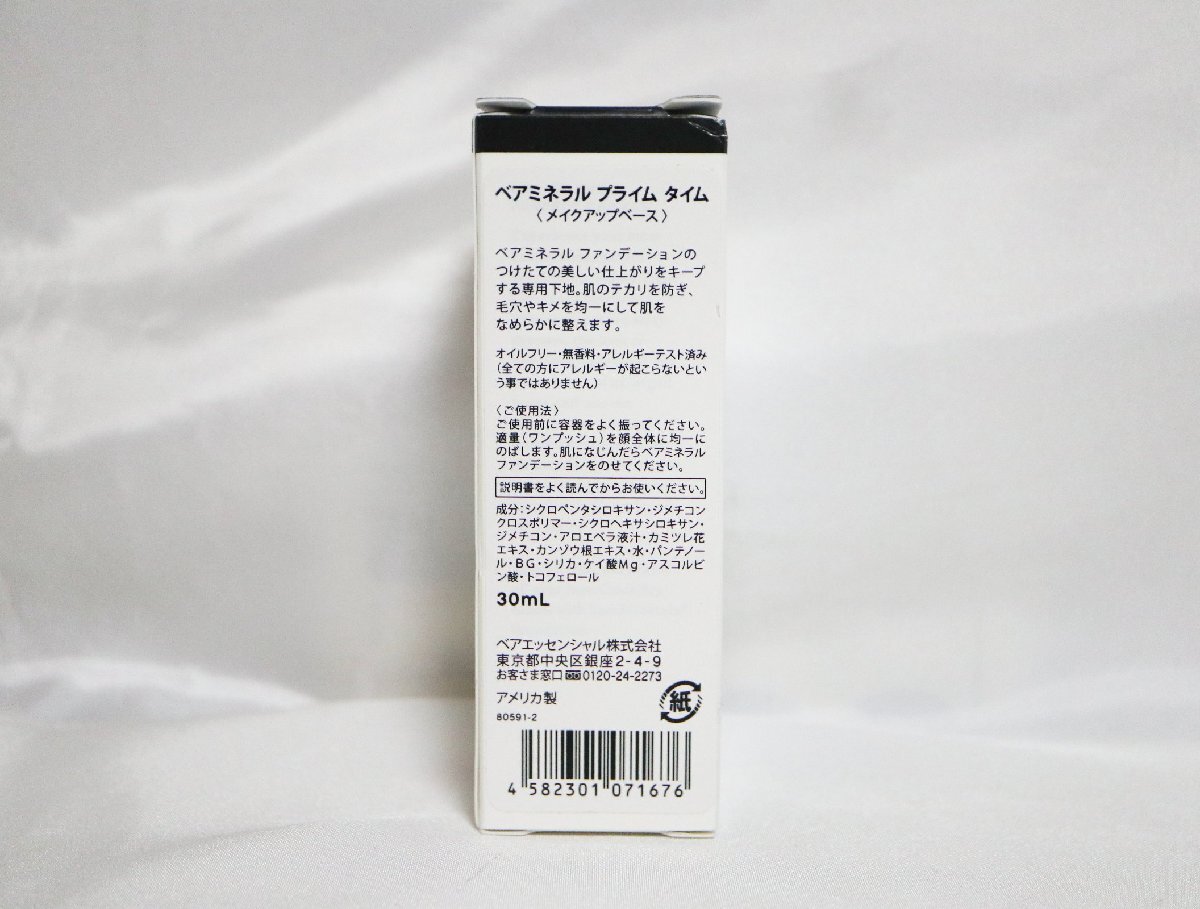 ベアミネラル プライム タイム
〈メイクアップベース〉
ベアミネラル ファンデーションの
つけたての美しい仕上がりをキープ
する専用下地。肌のテカリを防ぎ、
毛穴やキメを均一にして肌を
なめらかに整えます。
オイルフリー・無香料・アレルギーテスト済み
(全ての方にアレルギーが起こらないとい
う事ではありません)
〈ご使用法〉
ご使用前に容器をよく振ってください。
適量(ワンプッシュ)を顔全体に均一に
のばします。肌になじんだらベアミネラル
ファンデーションをのせてください。
説明書をよく読んでからお使いください。
成分:シクロペンタシロキサン・ジメチコン
クロスポリマー・シクロヘキサシロキサン・
ジメチコン・アロエベラ液汁・カミツレ花
エキス・カンゾウ根エキス・水・パンテノー
ル・BG・シリカ・ケイ酸Mg・アスコルビ
ン酸・トコフェロール
30mL
ベアエッセンシャル株式会社
東京都中央区銀座2-4-9
お客さま窓口 0120-24-2273
アメリカ製
紙
80591-2
4 582301 071676